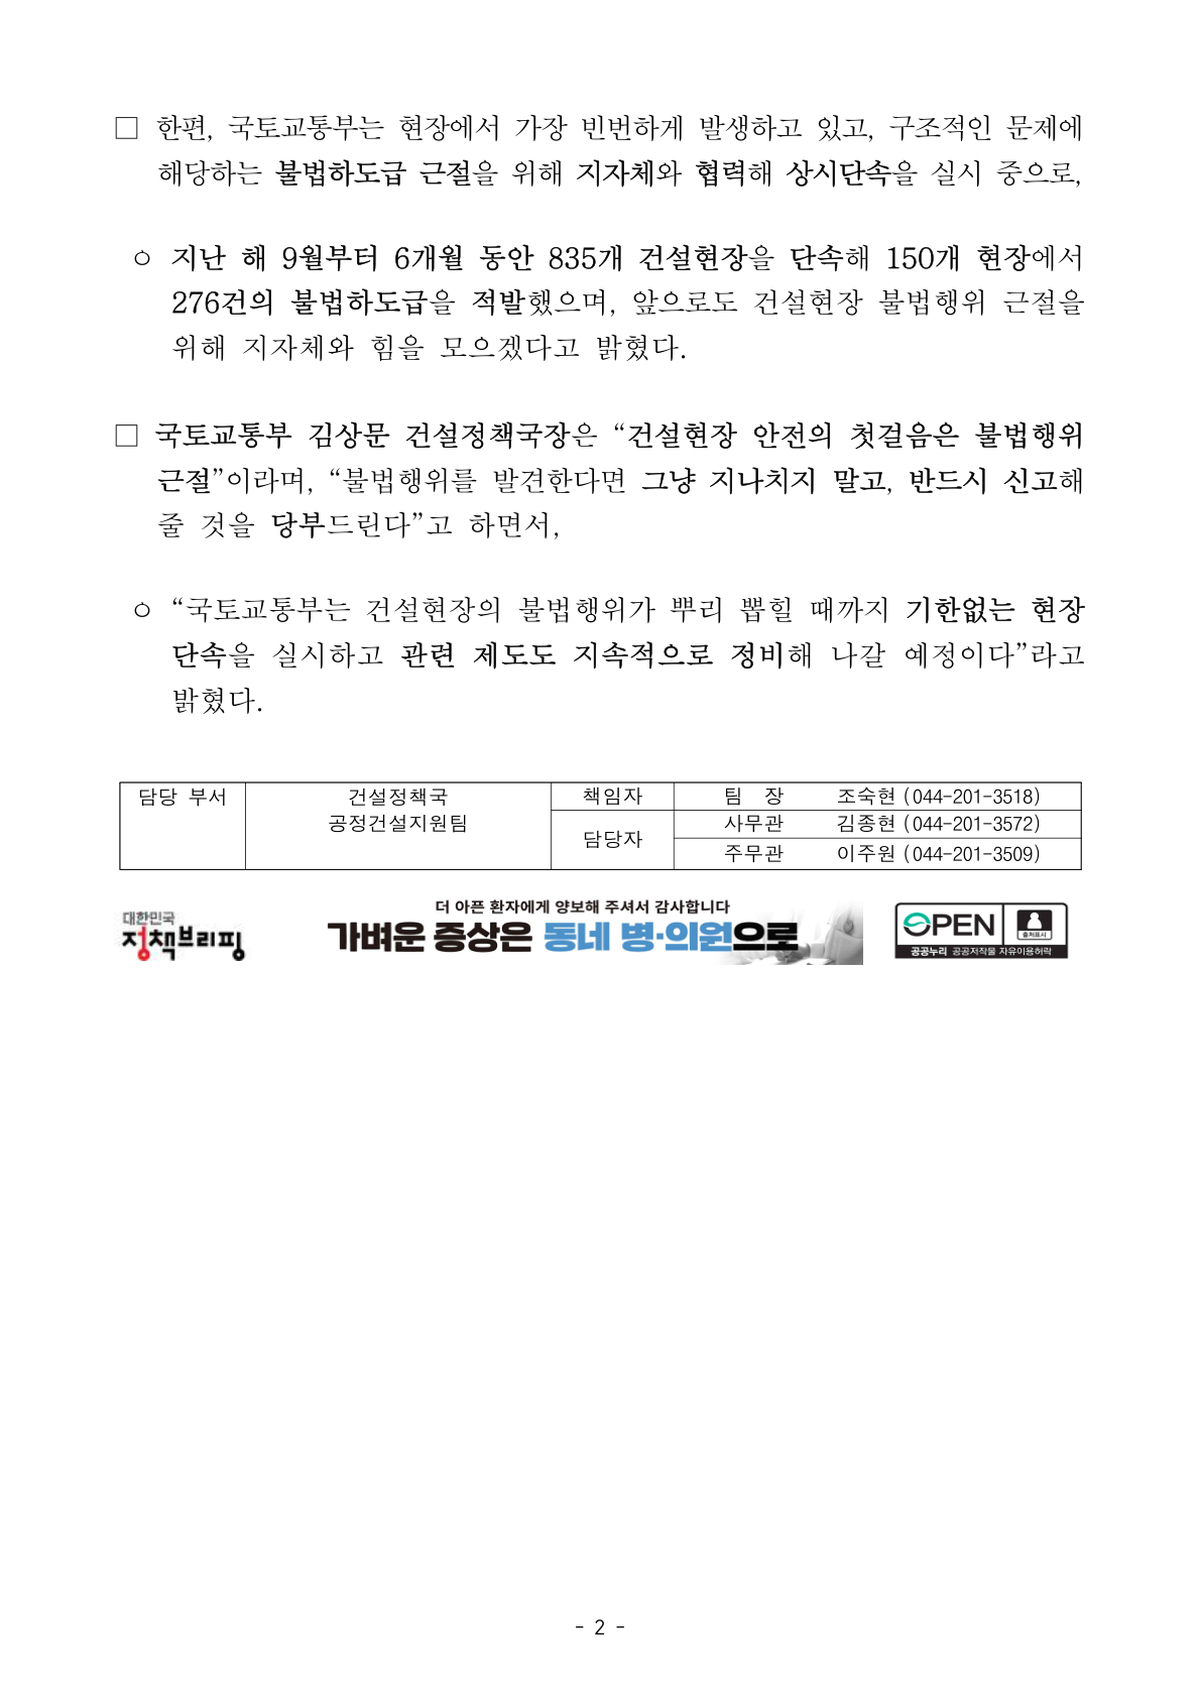 □ 한편, 국토교통부는 현장에서 가장 빈번하게 발생하고 있고, 구조적인 문제에
해당하는 불법하도급 근절을 위해 지자체와 협력해 상시단속을 실시 중으로,
ㅇ 지난 해 9월부터 6개월 동안 835개 건설현장을 단속해 150개 현장에서
276건의 불법하도급을 적발했으며, 앞으로도 건설현장 불법행위 근절을
위해 지자체와 힘을 모으겠다고 밝혔다.
□ 국토교통부 김상문 건설정책국장은 “건설현장 안전의 첫걸음은 불법행위
근절”이라며, “불법행위를 발견한다면 그냥 지나치지 말고, 반드시 신고해
줄 것을 당부드린다”고 하면서,
ㅇ “국토교통부는 건설현장의 불법행위가 뿌리 뽑힐 때까지 기한없는 현장
단속을 실시하고 관련 제도도 지속적으로 정비해 나갈 예정이다”라고
밝혔다.
담당 부서 건설정책국 책임자 팀 장 조숙현 (044-201-3518)
공정건설지원팀 담당자 사무관 김종현 (044-201-3572)
주무관 이주원 (044-201-3509)
대한민국
정책브리핑
더 아픈 환자에게 양보해 주셔서 감사합니다
가벼운 증상은 동네 병·의원으로
OPEN
출처표시
공공누리 공공저작물 자유이용허락
- 2 -